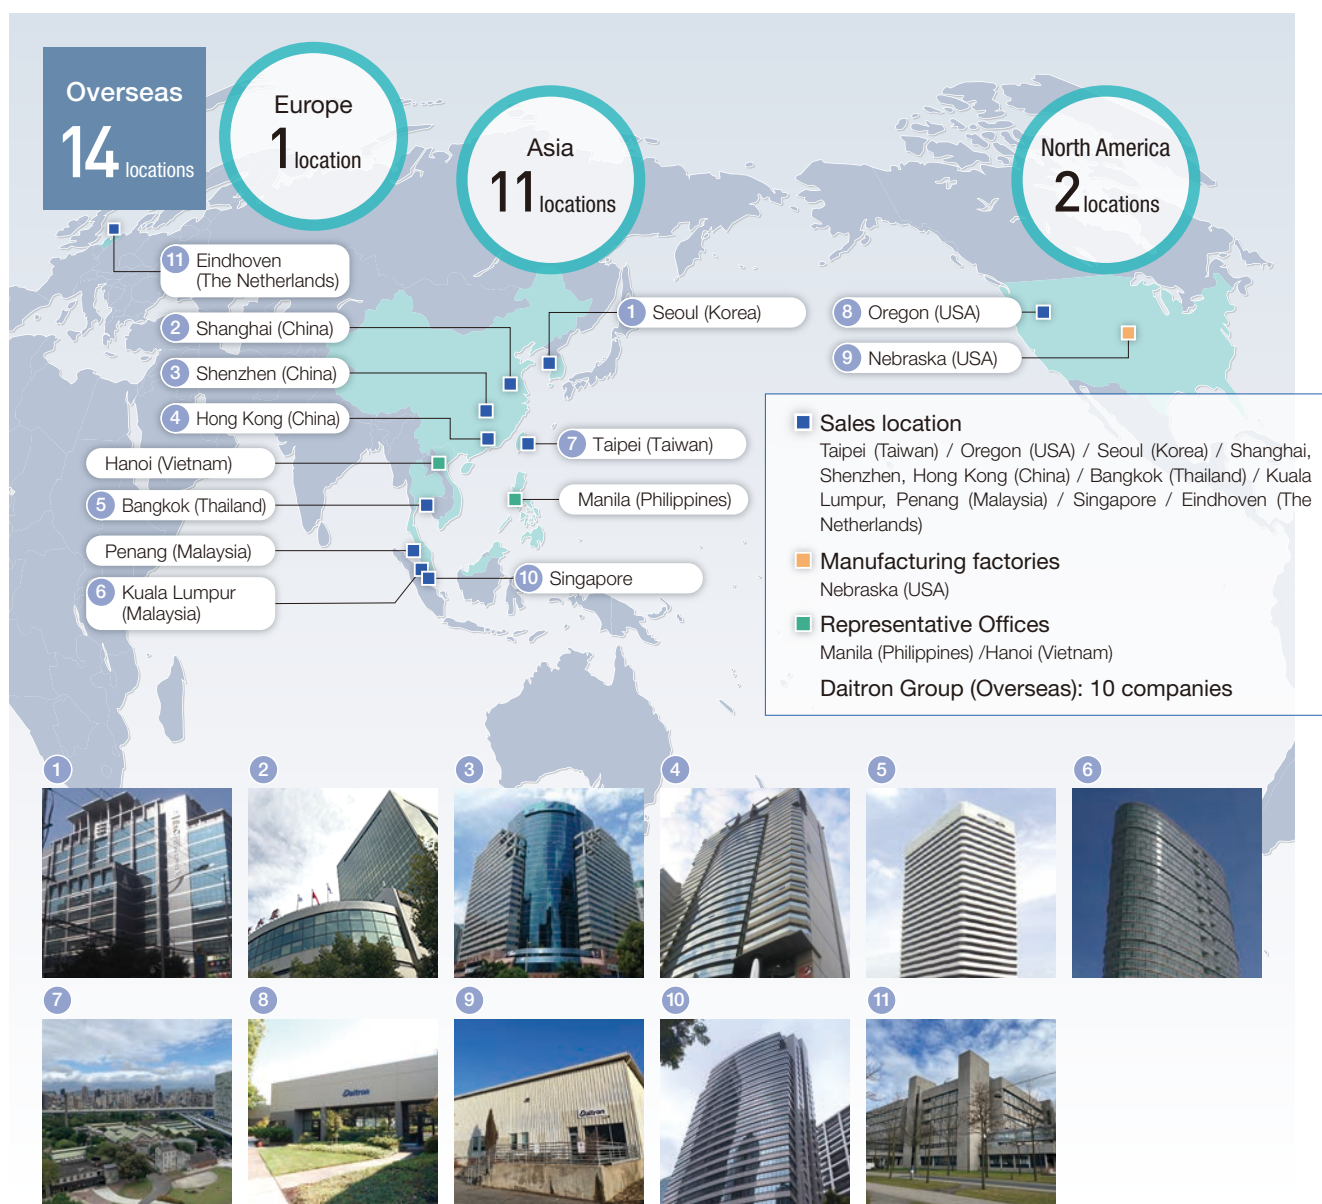 Overseas
14 locations
Europe
1 location
Asia
11 locations
North America
2 locations
11 Eindhoven
(The Netherlands)
2 Shanghai (China)
3 Shenzhen (China)
4 Hong Kong (China)
Hanoi (Vietnam)
5 Bangkok (Thailand)
Penang (Malaysia)
6 Kuala Lumpur
(Malaysia)
1 Seoul (Korea)
7 Taipei (Taiwan)
Manila (Philippines)
10 Singapore
8 Oregon (USA)
9 Nebraska (USA)
Sales location
Taipei (Taiwan) / Oregon (USA) / Seoul (Korea) / Shanghai,
Shenzhen, Hong Kong (China) / Bangkok (Thailand) / Kuala
Lumpur, Penang (Malaysia) / Singapore / Eindhoven (The
Netherlands)
Manufacturing factories
Nebraska (USA)
Representative Offices
Manila (Philippines) /Hanoi (Vietnam)
Daitron Group (Overseas): 10 companies
1
2
3
4
5
6
7
8
9
10
11
Daitron
Daitron